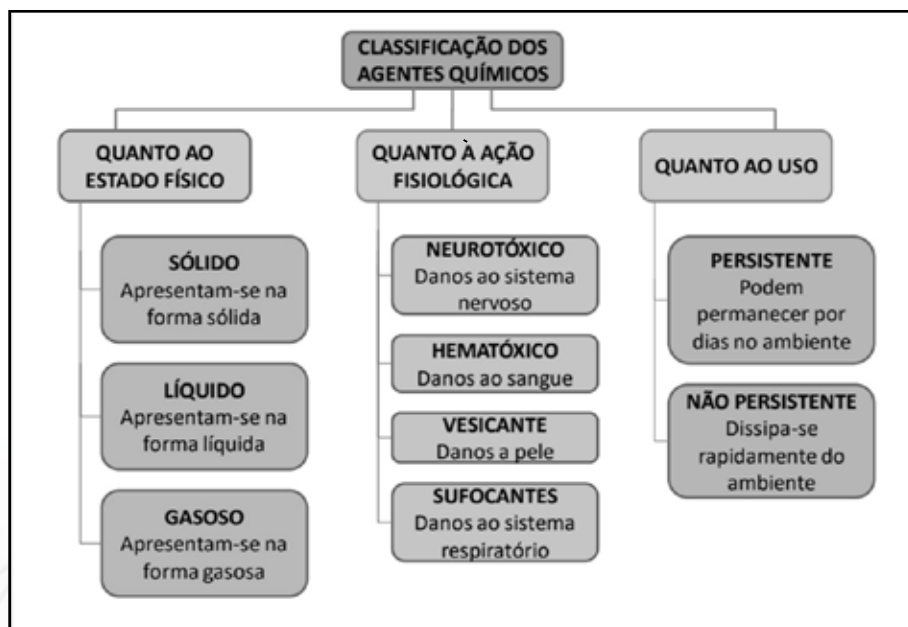 CLASSIFICAÇÃO DOS
AGENTES QUÍMICOS
QUANTO AO
ESTADO FÍSICO
SÓLIDO
Apresentam-se na
forma sólida
LÍQUIDO
Apresentam-se na
forma líquida
GASOSO
Apresentam-se na
forma gasosa
QUANTO À AÇÃO
FISIOLÓGICA
NEUROTÓXICO
Danos ao sistema
nervoso
HEMATÓXICO
Danos ao sangue
VESICANTE
Danos a pele
SUFOCANTES
Danos ao sistema
respiratório
QUANTO AO USO
PERSISTENTE
Podem
permanecer por
dias no ambiente
NÃO PERSISTENTE
Dissipa-se
rapidamente do
ambiente